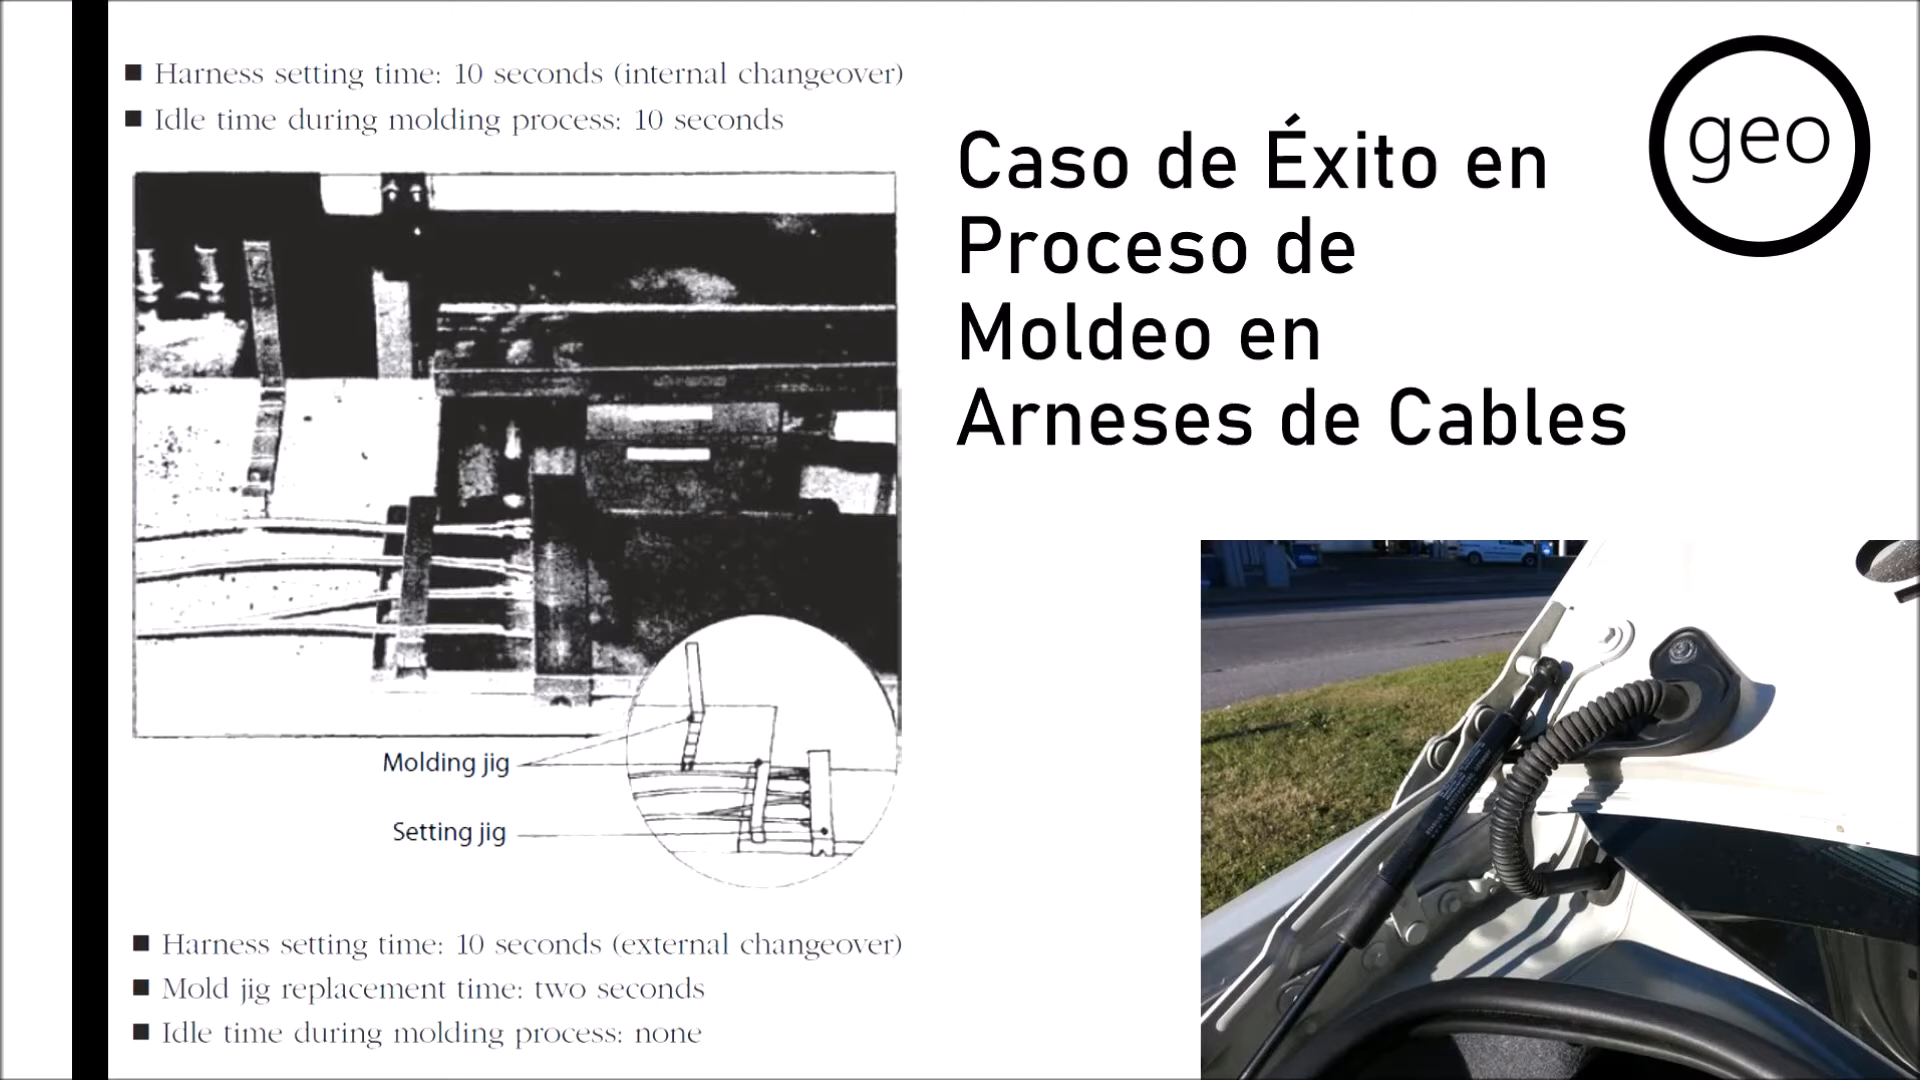 ■ Harness setting time: 10 seconds (internal changeover)
■ Idle time during molding process: 10 seconds
Molding jig
Setting jig
■ Harness setting time: 10 seconds (external changeover)
■ Mold jig replacement time: two seconds
■ Idle time during molding process: none
Caso de Éxito en
Proceso de
Moldeo en
Arneses de Cables
geo